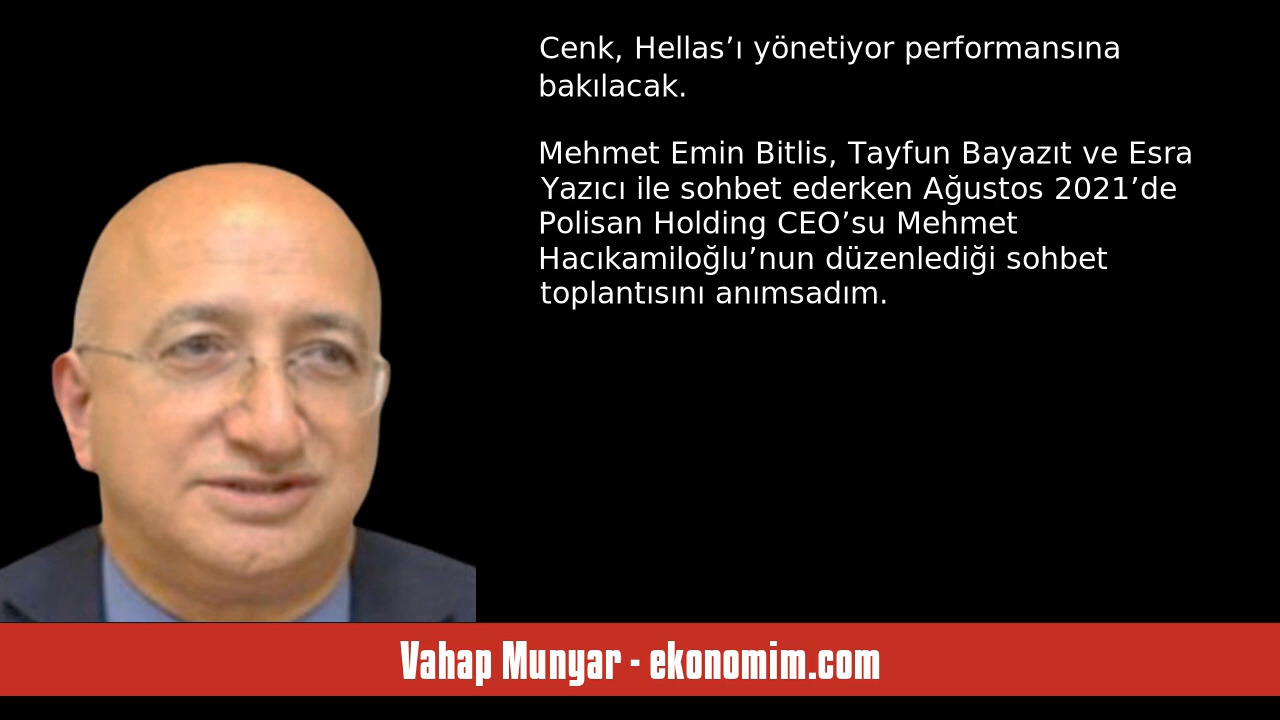 Cenk, Hellas’ı yönetiyor performansına
bakılacak.
Mehmet Emin Bitlis, Tayfun Bayazıt ve Esra
Yazıcı ile sohbet ederken Ağustos 2021’de
Polisan Holding CEO’su Mehmet
Hacıkamiloğlu’nun düzenlediği sohbet
toplantısını anımsadım.
Vahap Munyar - ekonomim.com